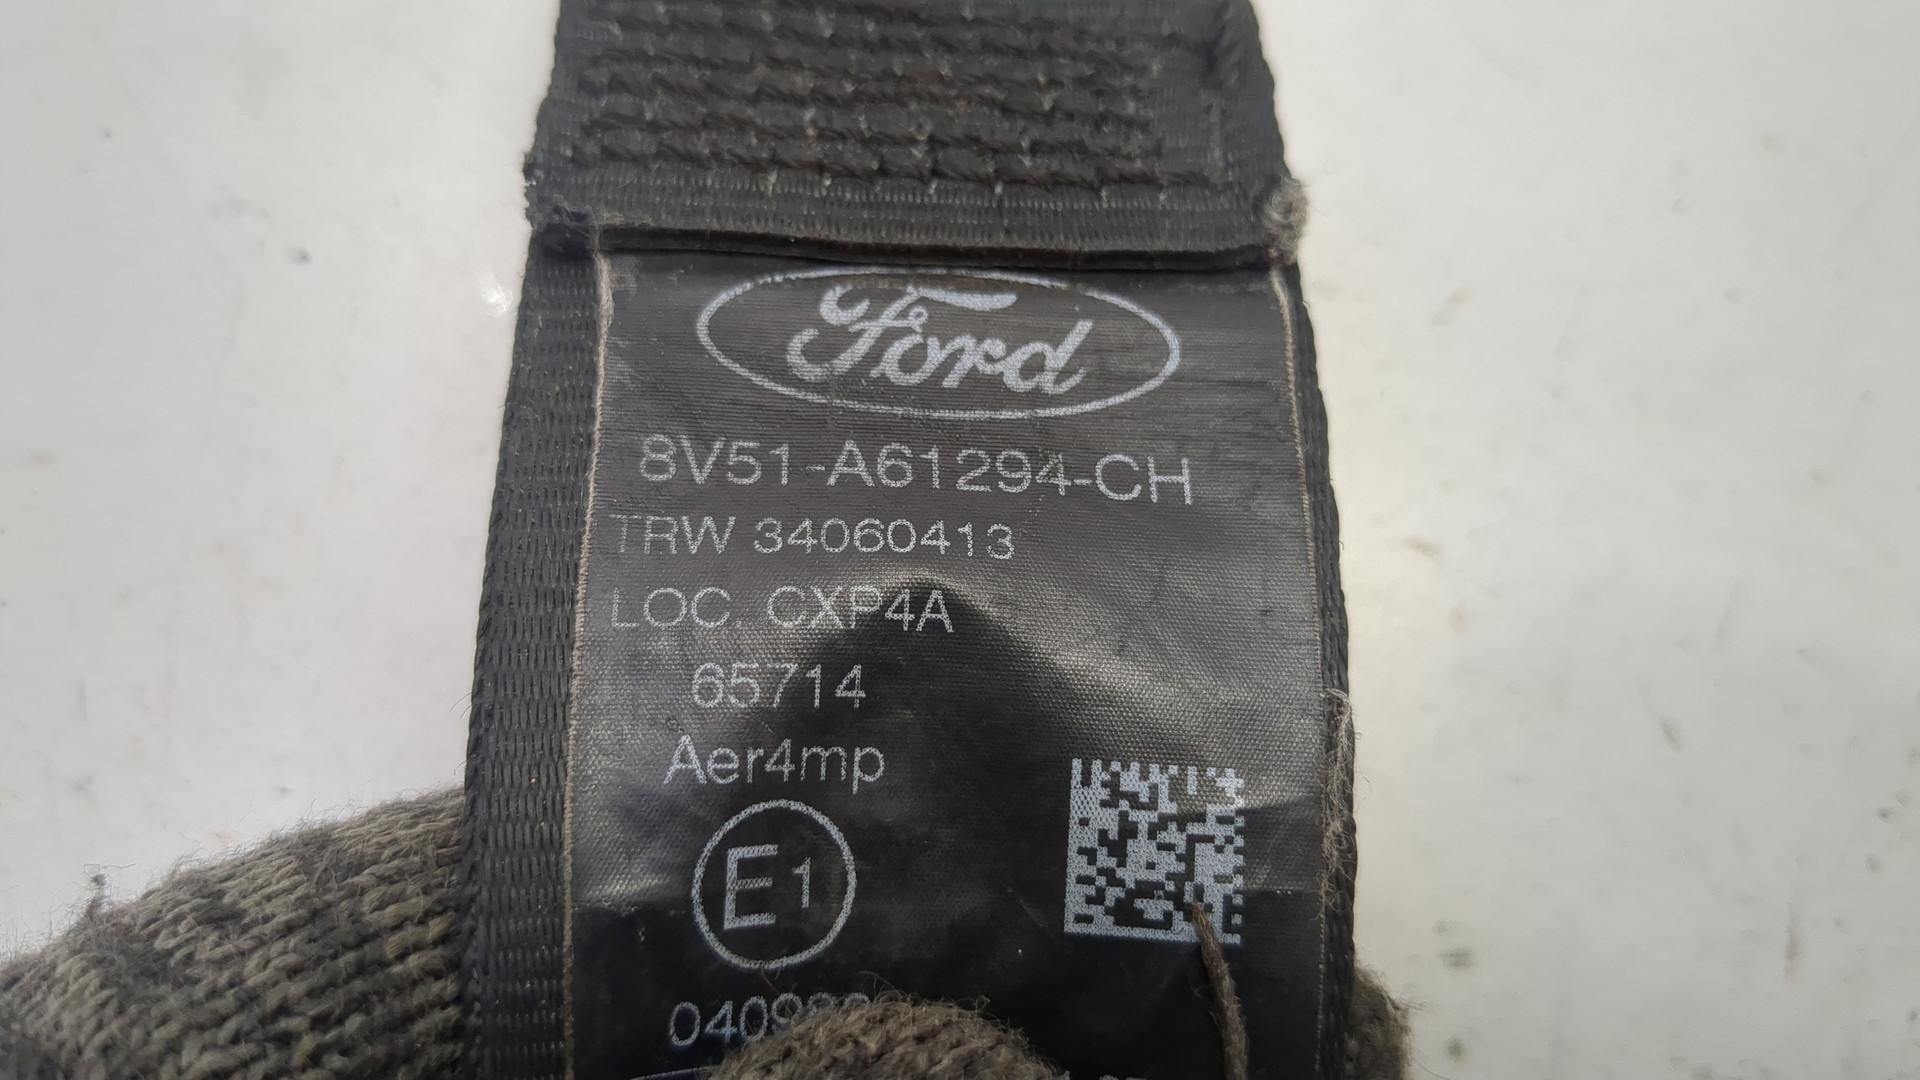 Ford
8V51-A61294-CH
TRW 34060413
LOC CXP4A
65714
Aer4mp
E1